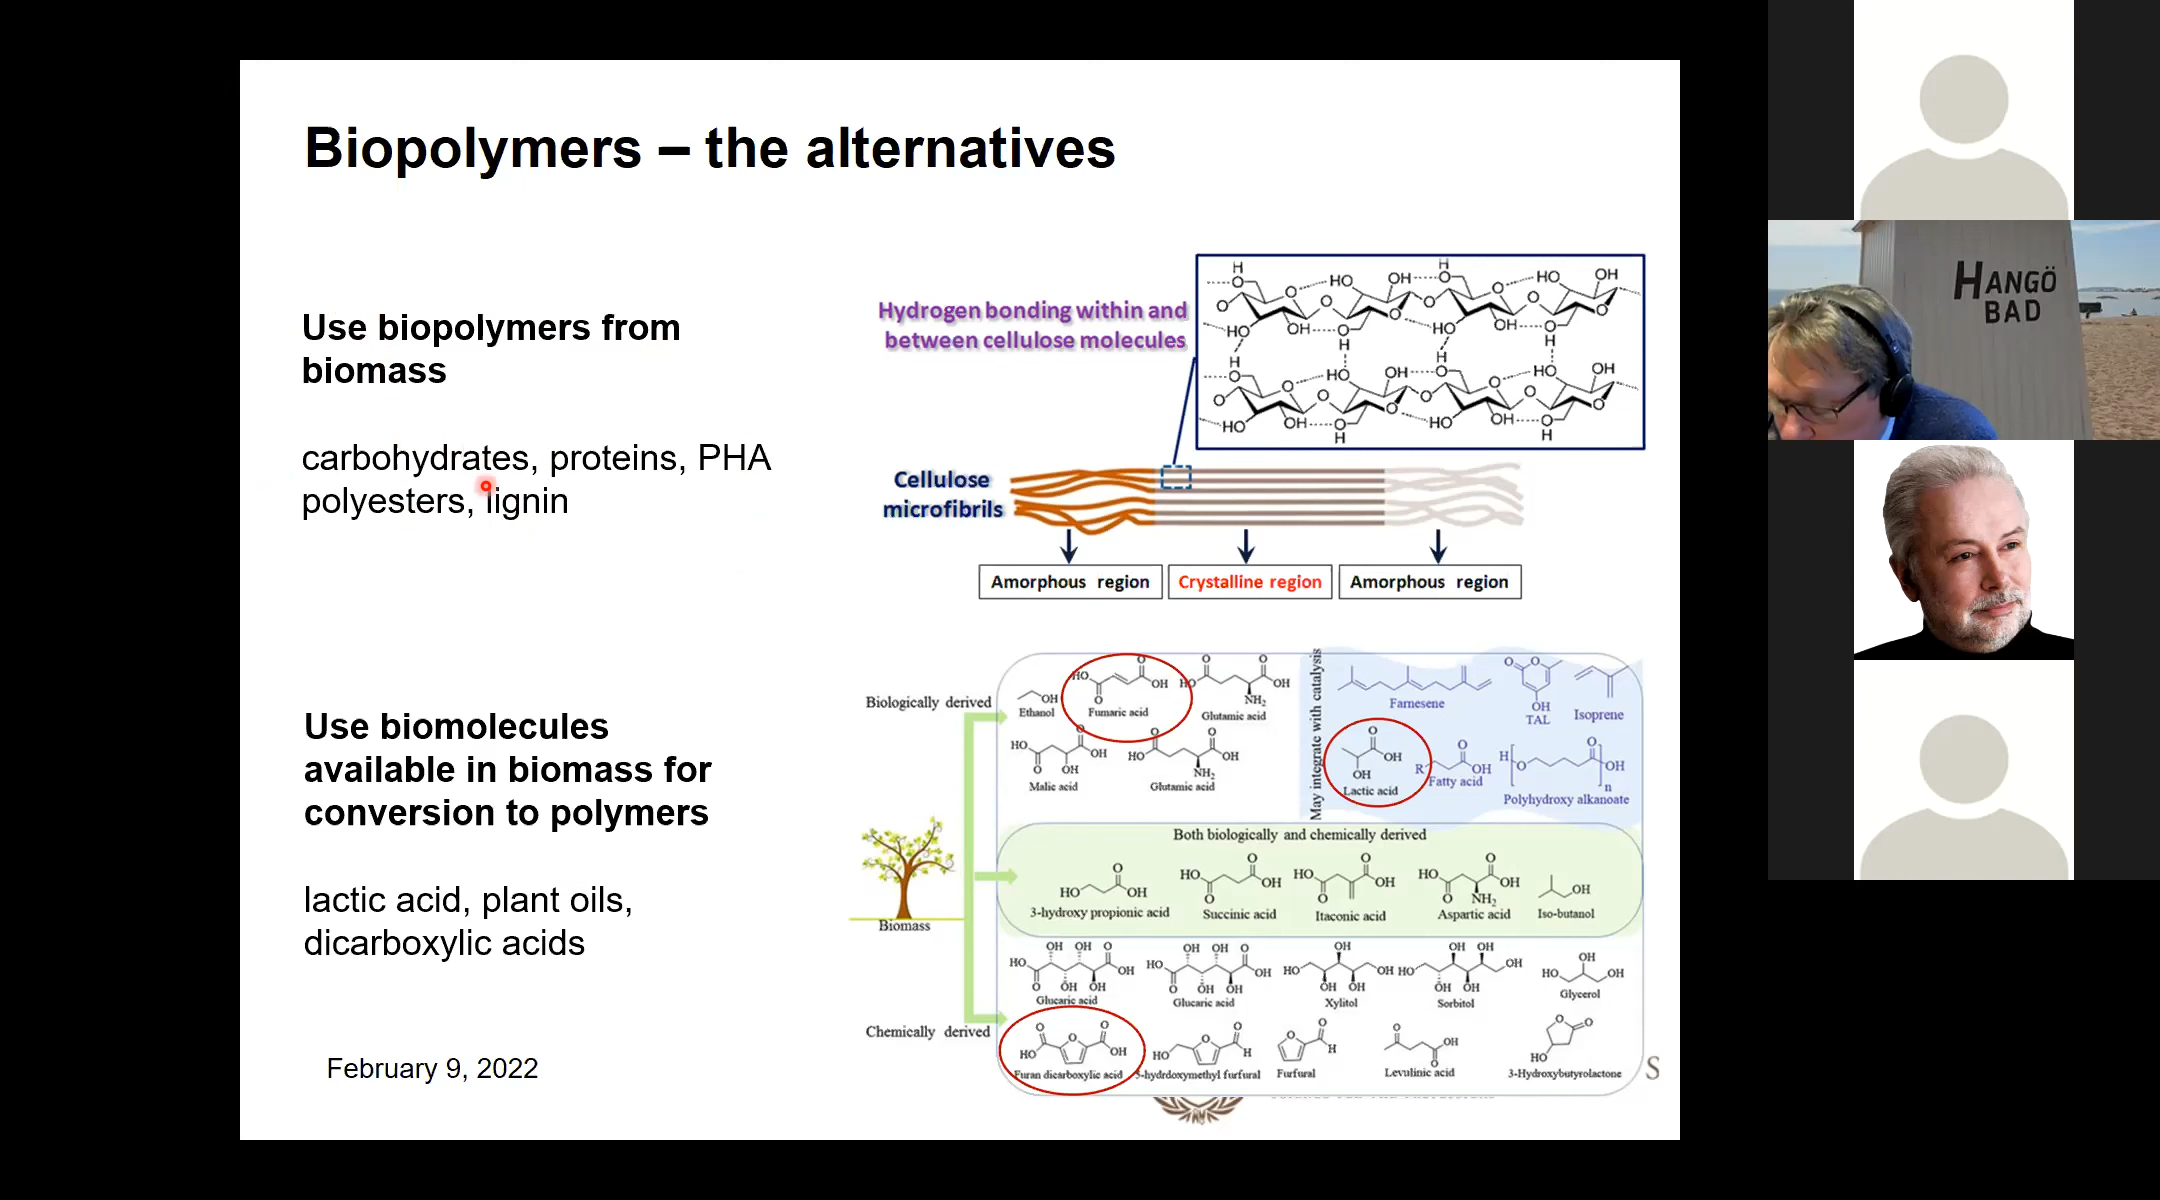 Biopolymers – the alternatives
Use biopolymers from
biomass
carbohydrates, proteins, PHA
polyesters, lignin
Hydrogen bonding within and
between cellulose molecules
Cellulose
microfibrils
Amorphous region
Crystalline region
Amorphous region
Use biomolecules
available in biomass for
conversion to polymers
lactic acid, plant oils,
dicarboxylic acids
February 9, 2022
Biologically derived
Biomass
Chemically derived
Ethanol
Fumaric acid
Glutamic acid
Malic acid
Glutamic acid
May integrate with catalysis
Farnesene
TAL
Isoprene
Lactic acid
Fatty acid
Polyhydroxy alkanoate
Both biologically and chemically derived
3-hydroxy propionic acid
Succinic acid
Itaconic acid
Aspartic acid
Iso-butanol
Glucaric acid
Glucaric acid
Xylitol
Sorbitol
Glycerol
Furan dicarboxylic acid
5-hydrdoxymethyl furfural
Furfural
Levulinic acid
3-Hydroxybutyrolactone
S
HANGÖ
BAD